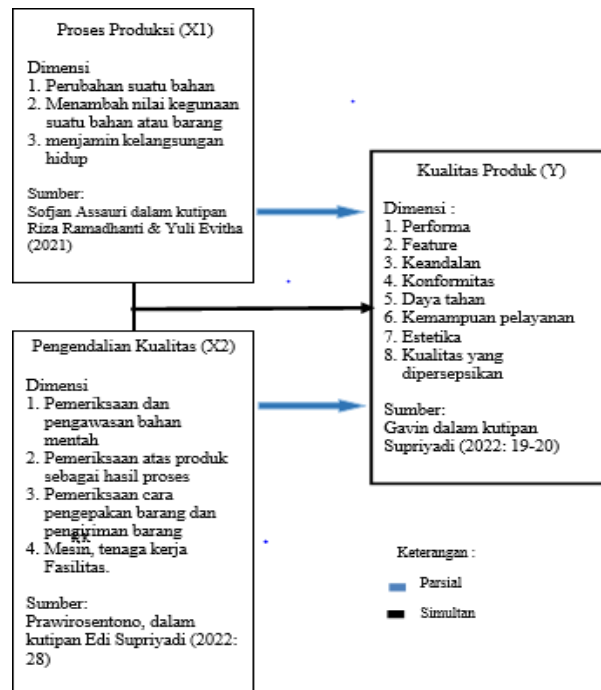 Proses Produksi (X1)
Dimensi
1. Perubahan suatu bahan
2. Menambah nilai kegunaan
suatu bahan atau barang
3. menjamin kelangsungan
hidup
Sumber:
Sofjan Assauri dalam kutipan
Riza Ramadhanti & Yuli Evitha
(2021)
Pengendalian Kualitas (X2)
Dimensi
1. Pemeriksaan dan
pengawasan bahan
mentah
2. Pemeriksaan atas produk
sebagai hasil proses
3. Pemeriksaan cara
pengepakan barang dan
pengiriman barang
4. Mesin, tenaga kerja
Fasilitas.
Sumber:
Prawirosentono, dalam
kutipan Edi Supriyadi (2022:
28)
Kualitas Produk (Y)
Dimensi :
1. Performa
2. Feature
3. Keandalan
4. Konformitas
5. Daya tahan
6. Kemampuan pelayanan
7. Estetika
8. Kualitas yang
dipersepsikan
Sumber:
Gavin dalam kutipan
Supriyadi (2022: 19-20)
Keterangan :
Parsial
Simultan